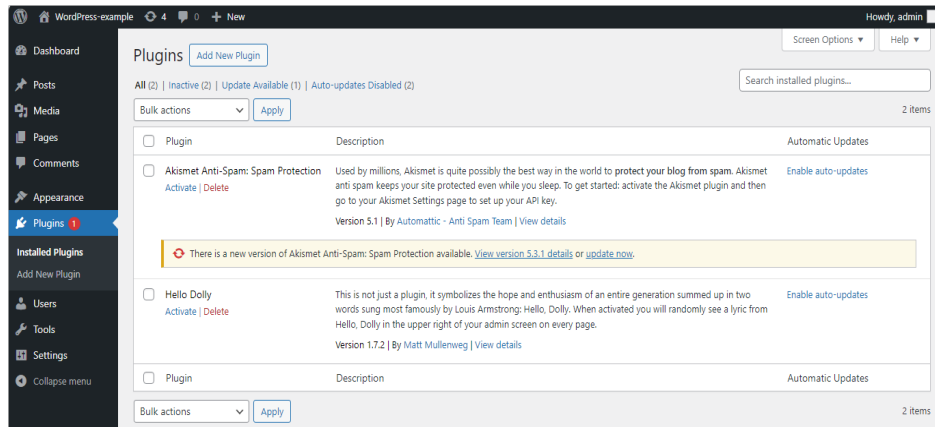 WordPress-example 4 0 + New Howdy, admin
Screen Options ▼ Help ▼
Dashboard
Posts
Media
Pages
Comments
Appearance
Plugins 1
Installed Plugins
Add New Plugin
Users
Tools
Settings
Collapse menu
Plugins Add New Plugin
All (2) | Inactive (2) | Update Available (1) | Auto-updates Disabled (2)
Search installed plugins...
Bulk actions Apply 2 items
Plugin Description Automatic Updates
Akismet Anti-Spam: Spam Protection
Activate | Delete
Used by millions, Akismet is quite possibly the best way in the world to protect your blog from spam. Akismet
anti spam keeps your site protected even while you sleep. To get started: activate the Akismet plugin and then
go to your Akismet Settings page to set up your API key.
Version 5.1 | By Automattic - Anti Spam Team | View details
Enable auto-updates
There is a new version of Akismet Anti-Spam: Spam Protection available. View version 5.3.1 details or update now.
Hello Dolly
Activate | Delete
This is not just a plugin, it symbolizes the hope and enthusiasm of an entire generation summed up in two
words sung most famously by Louis Armstrong: Hello, Dolly. When activated you will randomly see a lyric from
Hello, Dolly in the upper right of your admin screen on every page.
Version 1.7.2 | By Matt Mullenweg | View details
Enable auto-updates
Plugin Description Automatic Updates
Bulk actions Apply 2 items